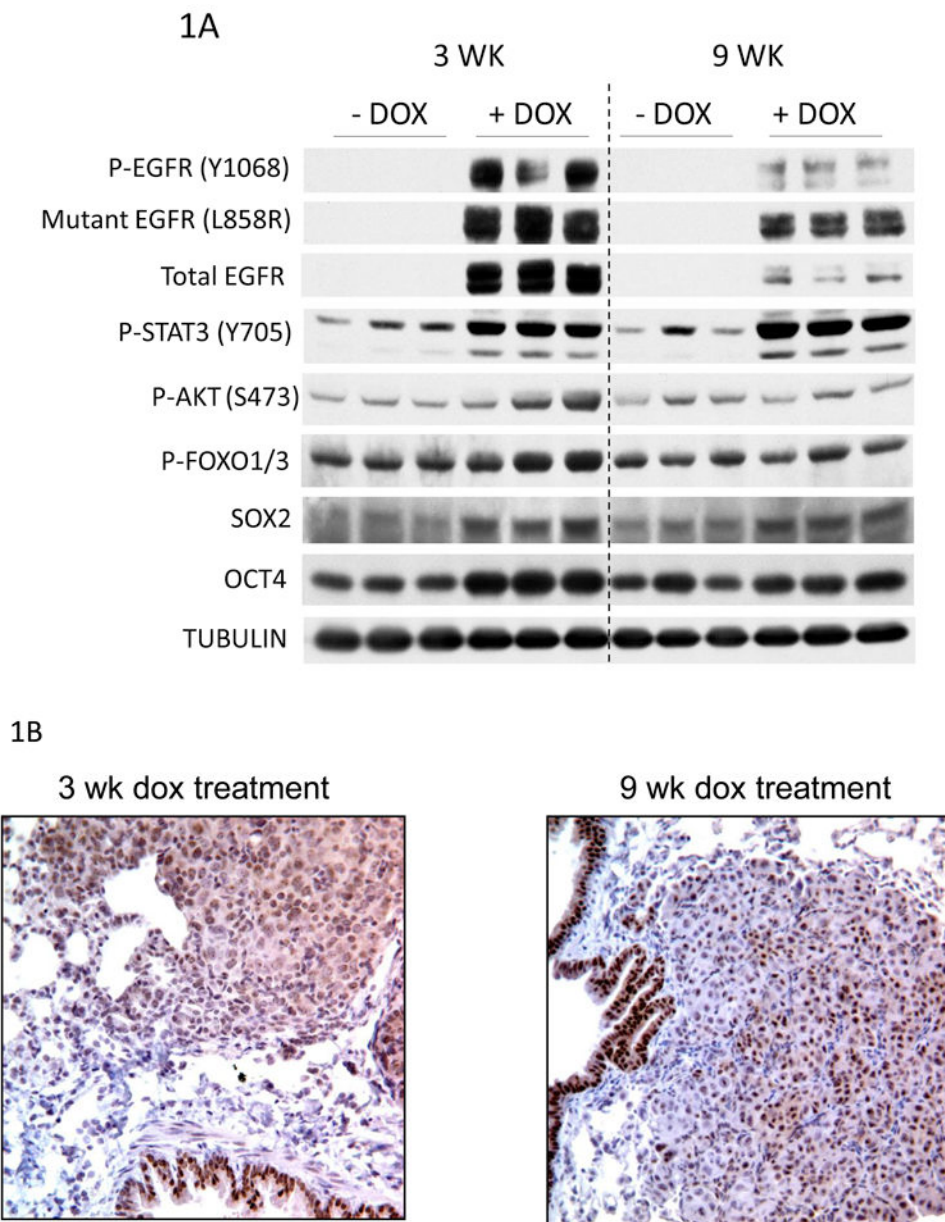 1A
3 WK 9 WK
- DOX + DOX - DOX + DOX
P-EGFR (Y1068)
Mutant EGFR (L858R)
Total EGFR
P-STAT3 (Y705)
P-AKT (S473)
P-FOXO1/3
SOX2
OCT4
TUBULIN
1B
3 wk dox treatment 9 wk dox treatment